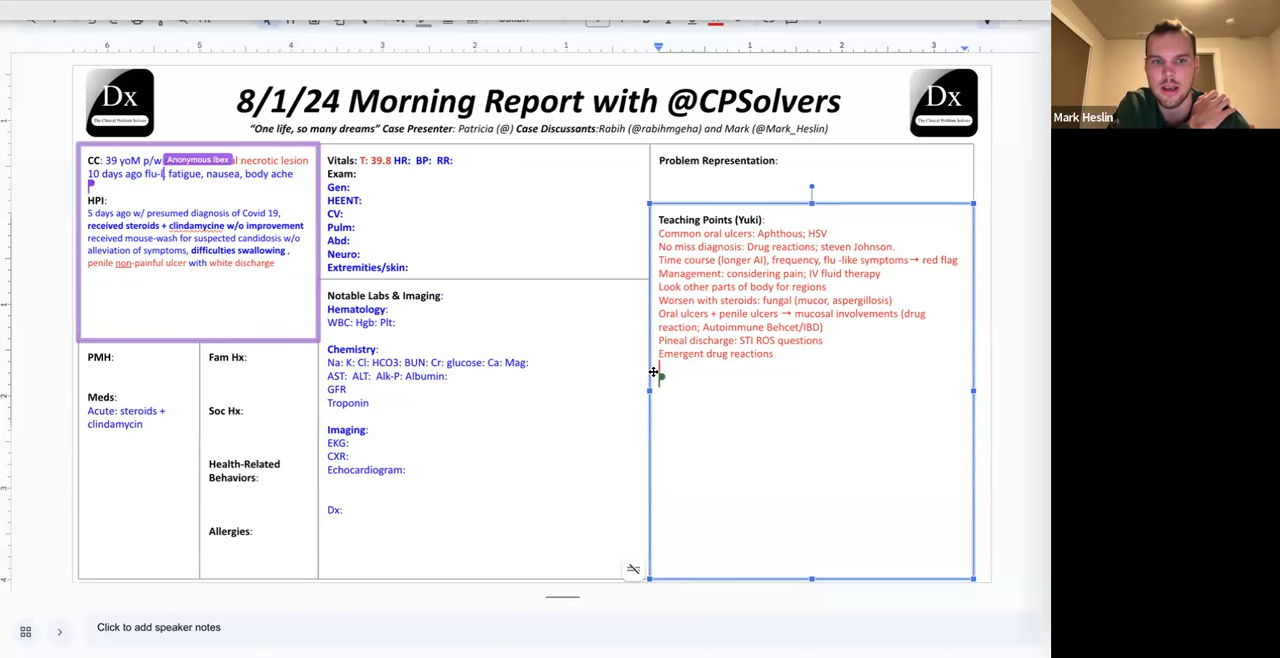 6 5 4 3 2 1 1 2 3
Dx
The Clinical Problem Solvers
8/1/24 Morning Report with @CPSolvers
“One life, so many dreams” Case Presenter: Patricia (@) Case Discussants:Rabih (@rabihmgeha) and Mark (@Mark_Heslin)
Dx
The Clinical Problem Solvers
CC: 39 yoM p/w Anonymous Ibex l necrotic lesion
10 days ago flu-l, fatigue, nausea, body ache
HPI:
5 days ago w/ presumed diagnosis of Covid 19,
received steroids + clindamycine w/o improvement
received mouse-wash for suspected candidosis w/o
alleviation of symptoms, difficulties swallowing ,
penile non-painful ulcer with white discharge
PMH:
Meds:
Acute: steroids +
clindamycin
Fam Hx:
Soc Hx:
Health-Related
Behaviors:
Allergies:
Vitals: T: 39.8 HR: BP: RR:
Exam:
Gen:
HEENT:
CV:
Pulm:
Abd:
Neuro:
Extremities/skin:
Notable Labs & Imaging:
Hematology:
WBC: Hgb: Plt:
Chemistry:
Na: K: Cl: HCO3: BUN: Cr: glucose: Ca: Mag:
AST: ALT: Alk-P: Albumin:
GFR
Troponin
Imaging:
EKG:
CXR:
Echocardiogram:
Dx:
Problem Representation:
Teaching Points (Yuki):
Common oral ulcers: Aphthous; HSV
No miss diagnosis: Drug reactions; steven Johnson.
Time course (longer AI), frequency, flu -like symptoms→ red flag
Management: considering pain; IV fluid therapy
Look other parts of body for regions
Worsen with steroids: fungal (mucor, aspergillosis)
Oral ulcers + penile ulcers → mucosal involvements (drug
reaction; Autoimmune Behcet/IBD)
Pineal discharge: STI ROS questions
Emergent drug reactions
Click to add speaker notes
Mark Heslin